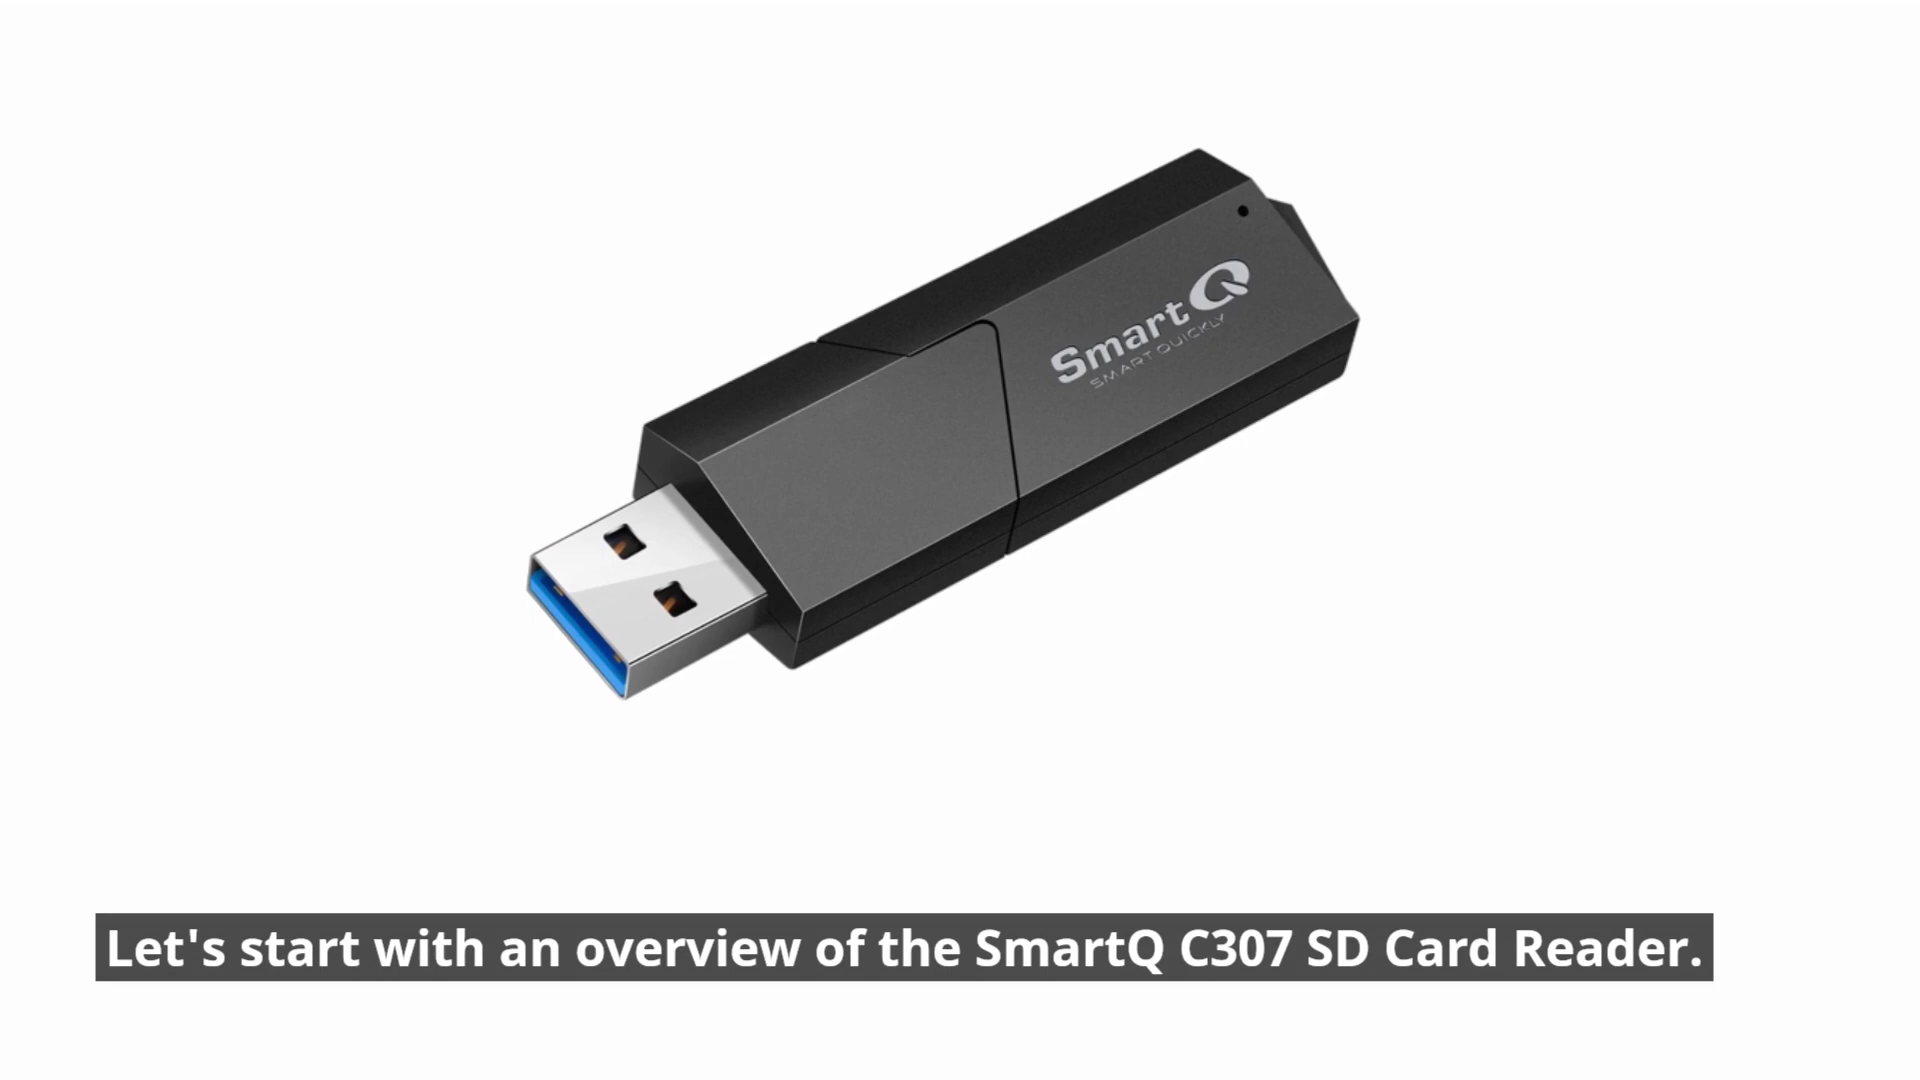 SmartQ
SMART QUICKLY
Let's start with an overview of the SmartQ C307 SD Card Reader.